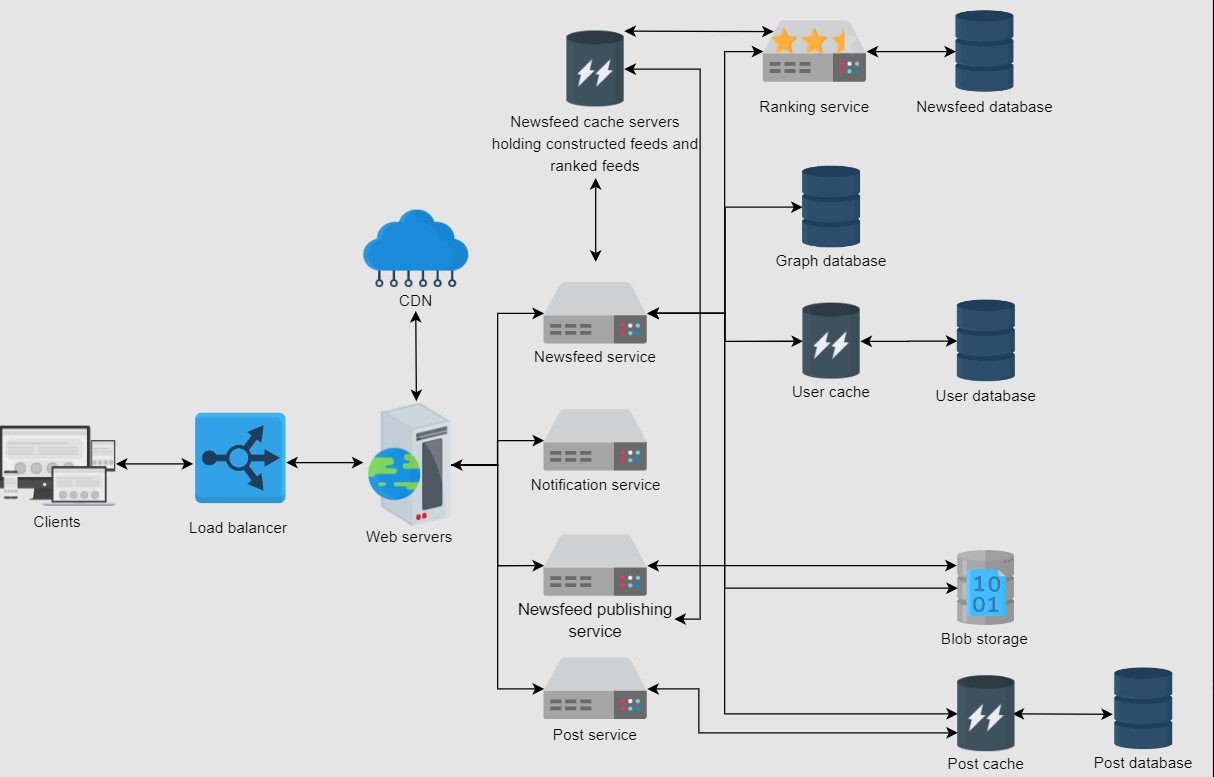 Ranking service
Newsfeed database
Newsfeed cache servers
holding constructed feeds and
ranked feeds
Graph database
CDN
Newsfeed service
User cache
User database
Notification service
Clients
Load balancer
Web servers
Newsfeed publishing
service
10
01
Blob storage
Post service
Post cache
Post database